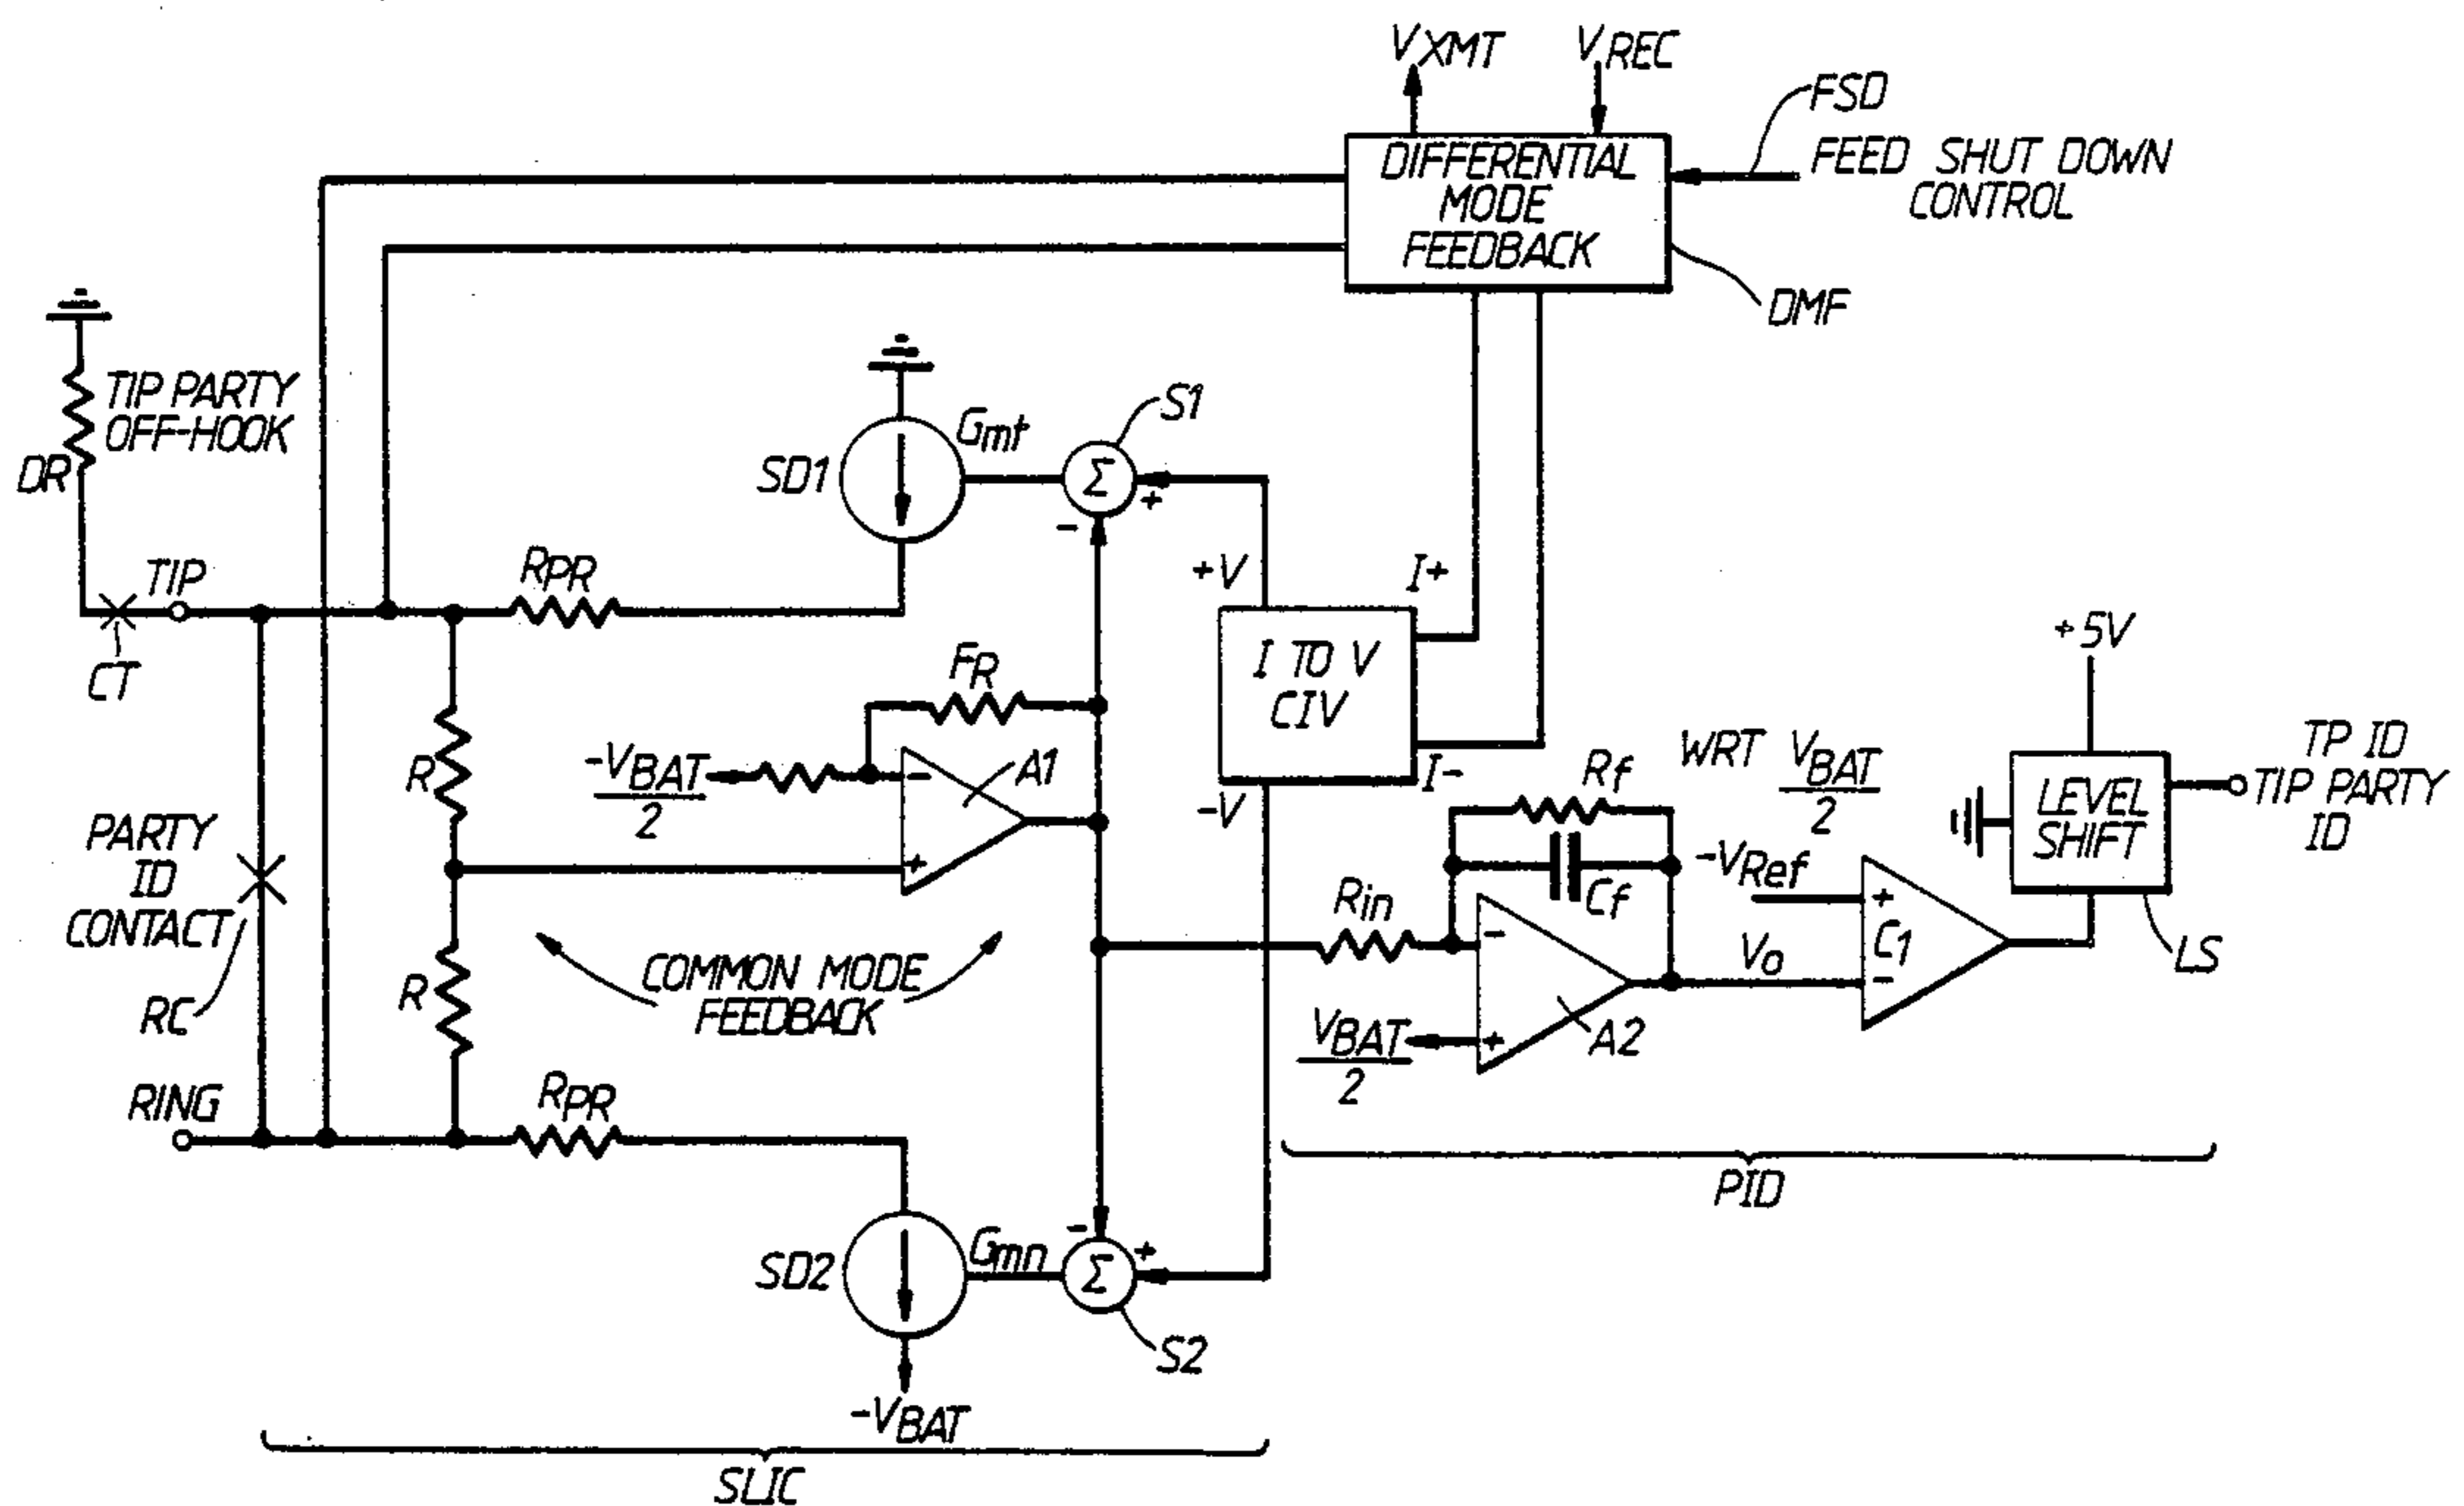 VXMT
VREC
FSD
FEED SHUT DOWN
CONTROL
DIFFERENTIAL
MODE
FEEDBACK
DMF
TIP PARTY
OFF-HOOK
DR
TIP
CT
RPR
SD1
Gmt
S1
Σ
+
-
+V
I+
I TO V
CIV
I-
-V
FR
-VBAT
2
A1
-
+
R
PARTY
ID
CONTACT
RC
R
COMMON MODE
FEEDBACK
RING
RPR
SD2
Gmn
-
+
Σ
S2
-VBAT
SLIC
Rin
Rf
Cf
-
+
VBAT
2
A2
WRT VBAT
2
-VRef
Vo
+
C1
-
+5V
LEVEL
SHIFT
LS
TP ID
TIP PARTY
ID
PID